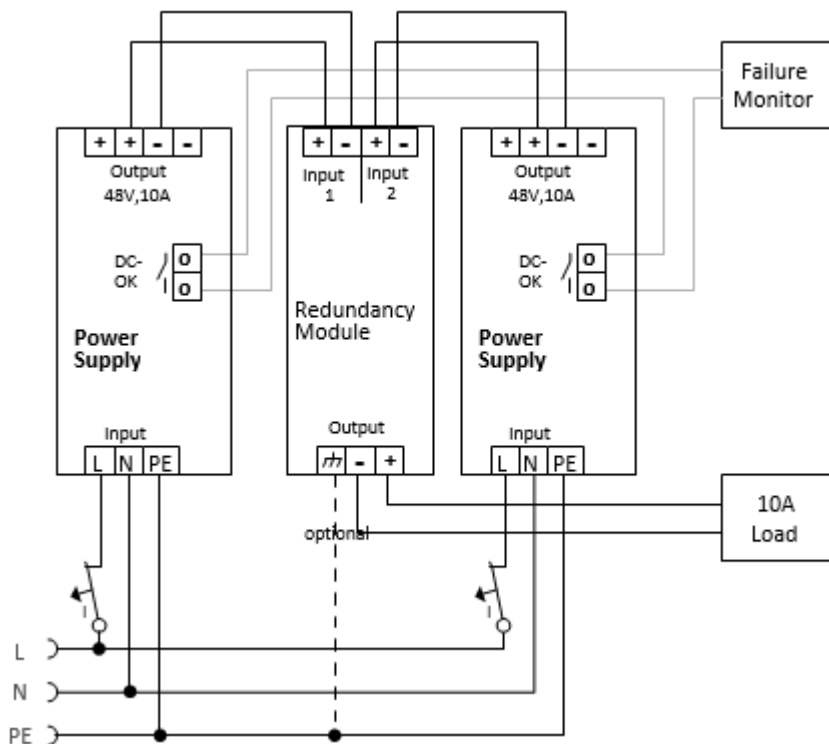 Failure
Monitor
+ + - -
Output
48V,10A
DC-
OK
O
O
Power
Supply
Input
L N PE
+ - + -
Input
1
Input
2
Redundancy
Module
Output
- +
optional
+ + - -
Output
48V,10A
DC-
OK
O
O
Power
Supply
Input
L N PE
10A
Load
I
I
L
N
PE